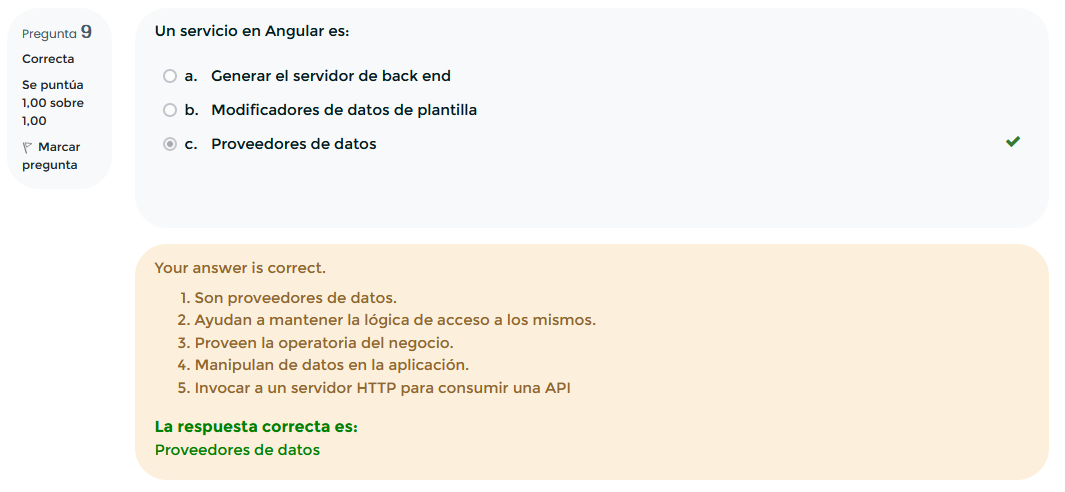 Pregunta 9
Correcta
Se puntúa
1,00 sobre
1,00
Marcar
pregunta
Un servicio en Angular es:
a. Generar el servidor de back end
b. Modificadores de datos de plantilla
c. Proveedores de datos
Your answer is correct.
1. Son proveedores de datos.
2. Ayudan a mantener la lógica de acceso a los mismos.
3. Proveen la operatoria del negocio.
4. Manipulan de datos en la aplicación.
5. Invocar a un servidor HTTP para consumir una API
La respuesta correcta es:
Proveedores de datos